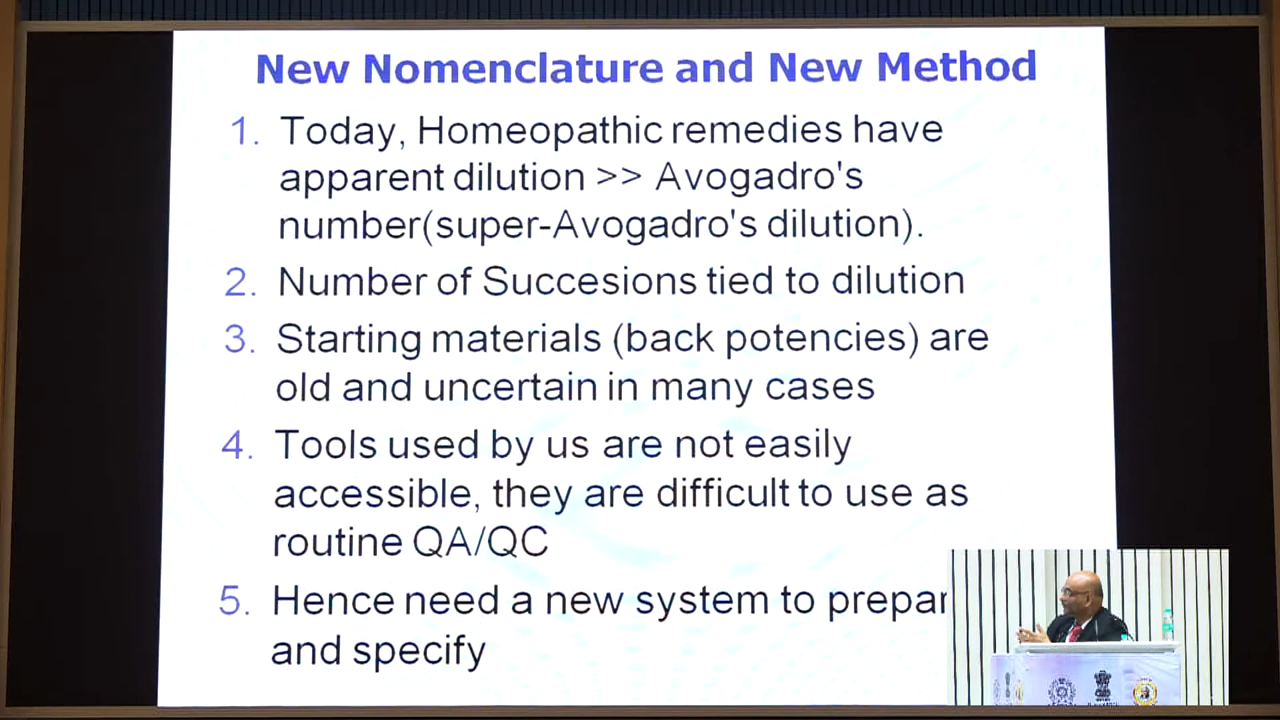 New Nomenclature and New Method
1. Today, Homeopathic remedies have
apparent dilution >> Avogadro's
number(super-Avogadro's dilution).
2. Number of Succesions tied to dilution
3. Starting materials (back potencies) are
old and uncertain in many cases
4. Tools used by us are not easily
accessible, they are difficult to use as
routine QA/QC
5. Hence need a new system to prepar
and specify